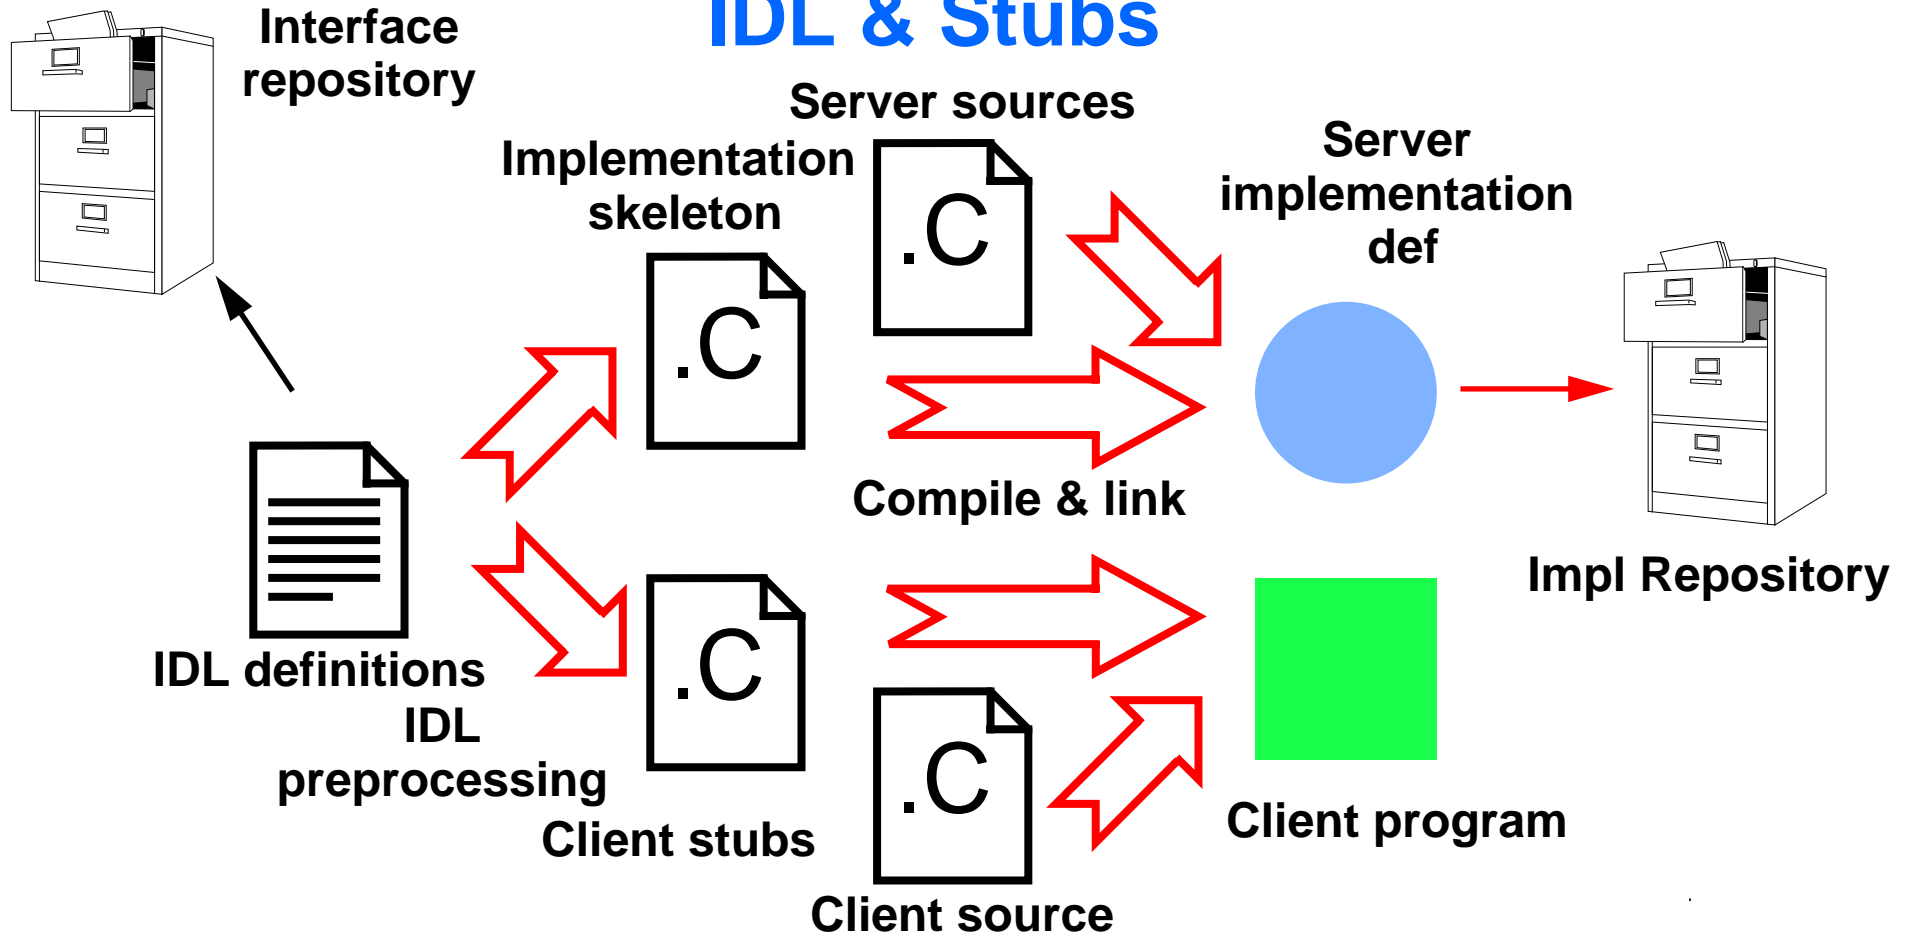 IDL & Stubs
Interface
repository
Server sources
Implementation
skeleton
Server
implementation
def
.C
.C
Compile & link
Impl Repository
IDL definitions
IDL
preprocessing
.C
.C
Client stubs
Client program
Client source